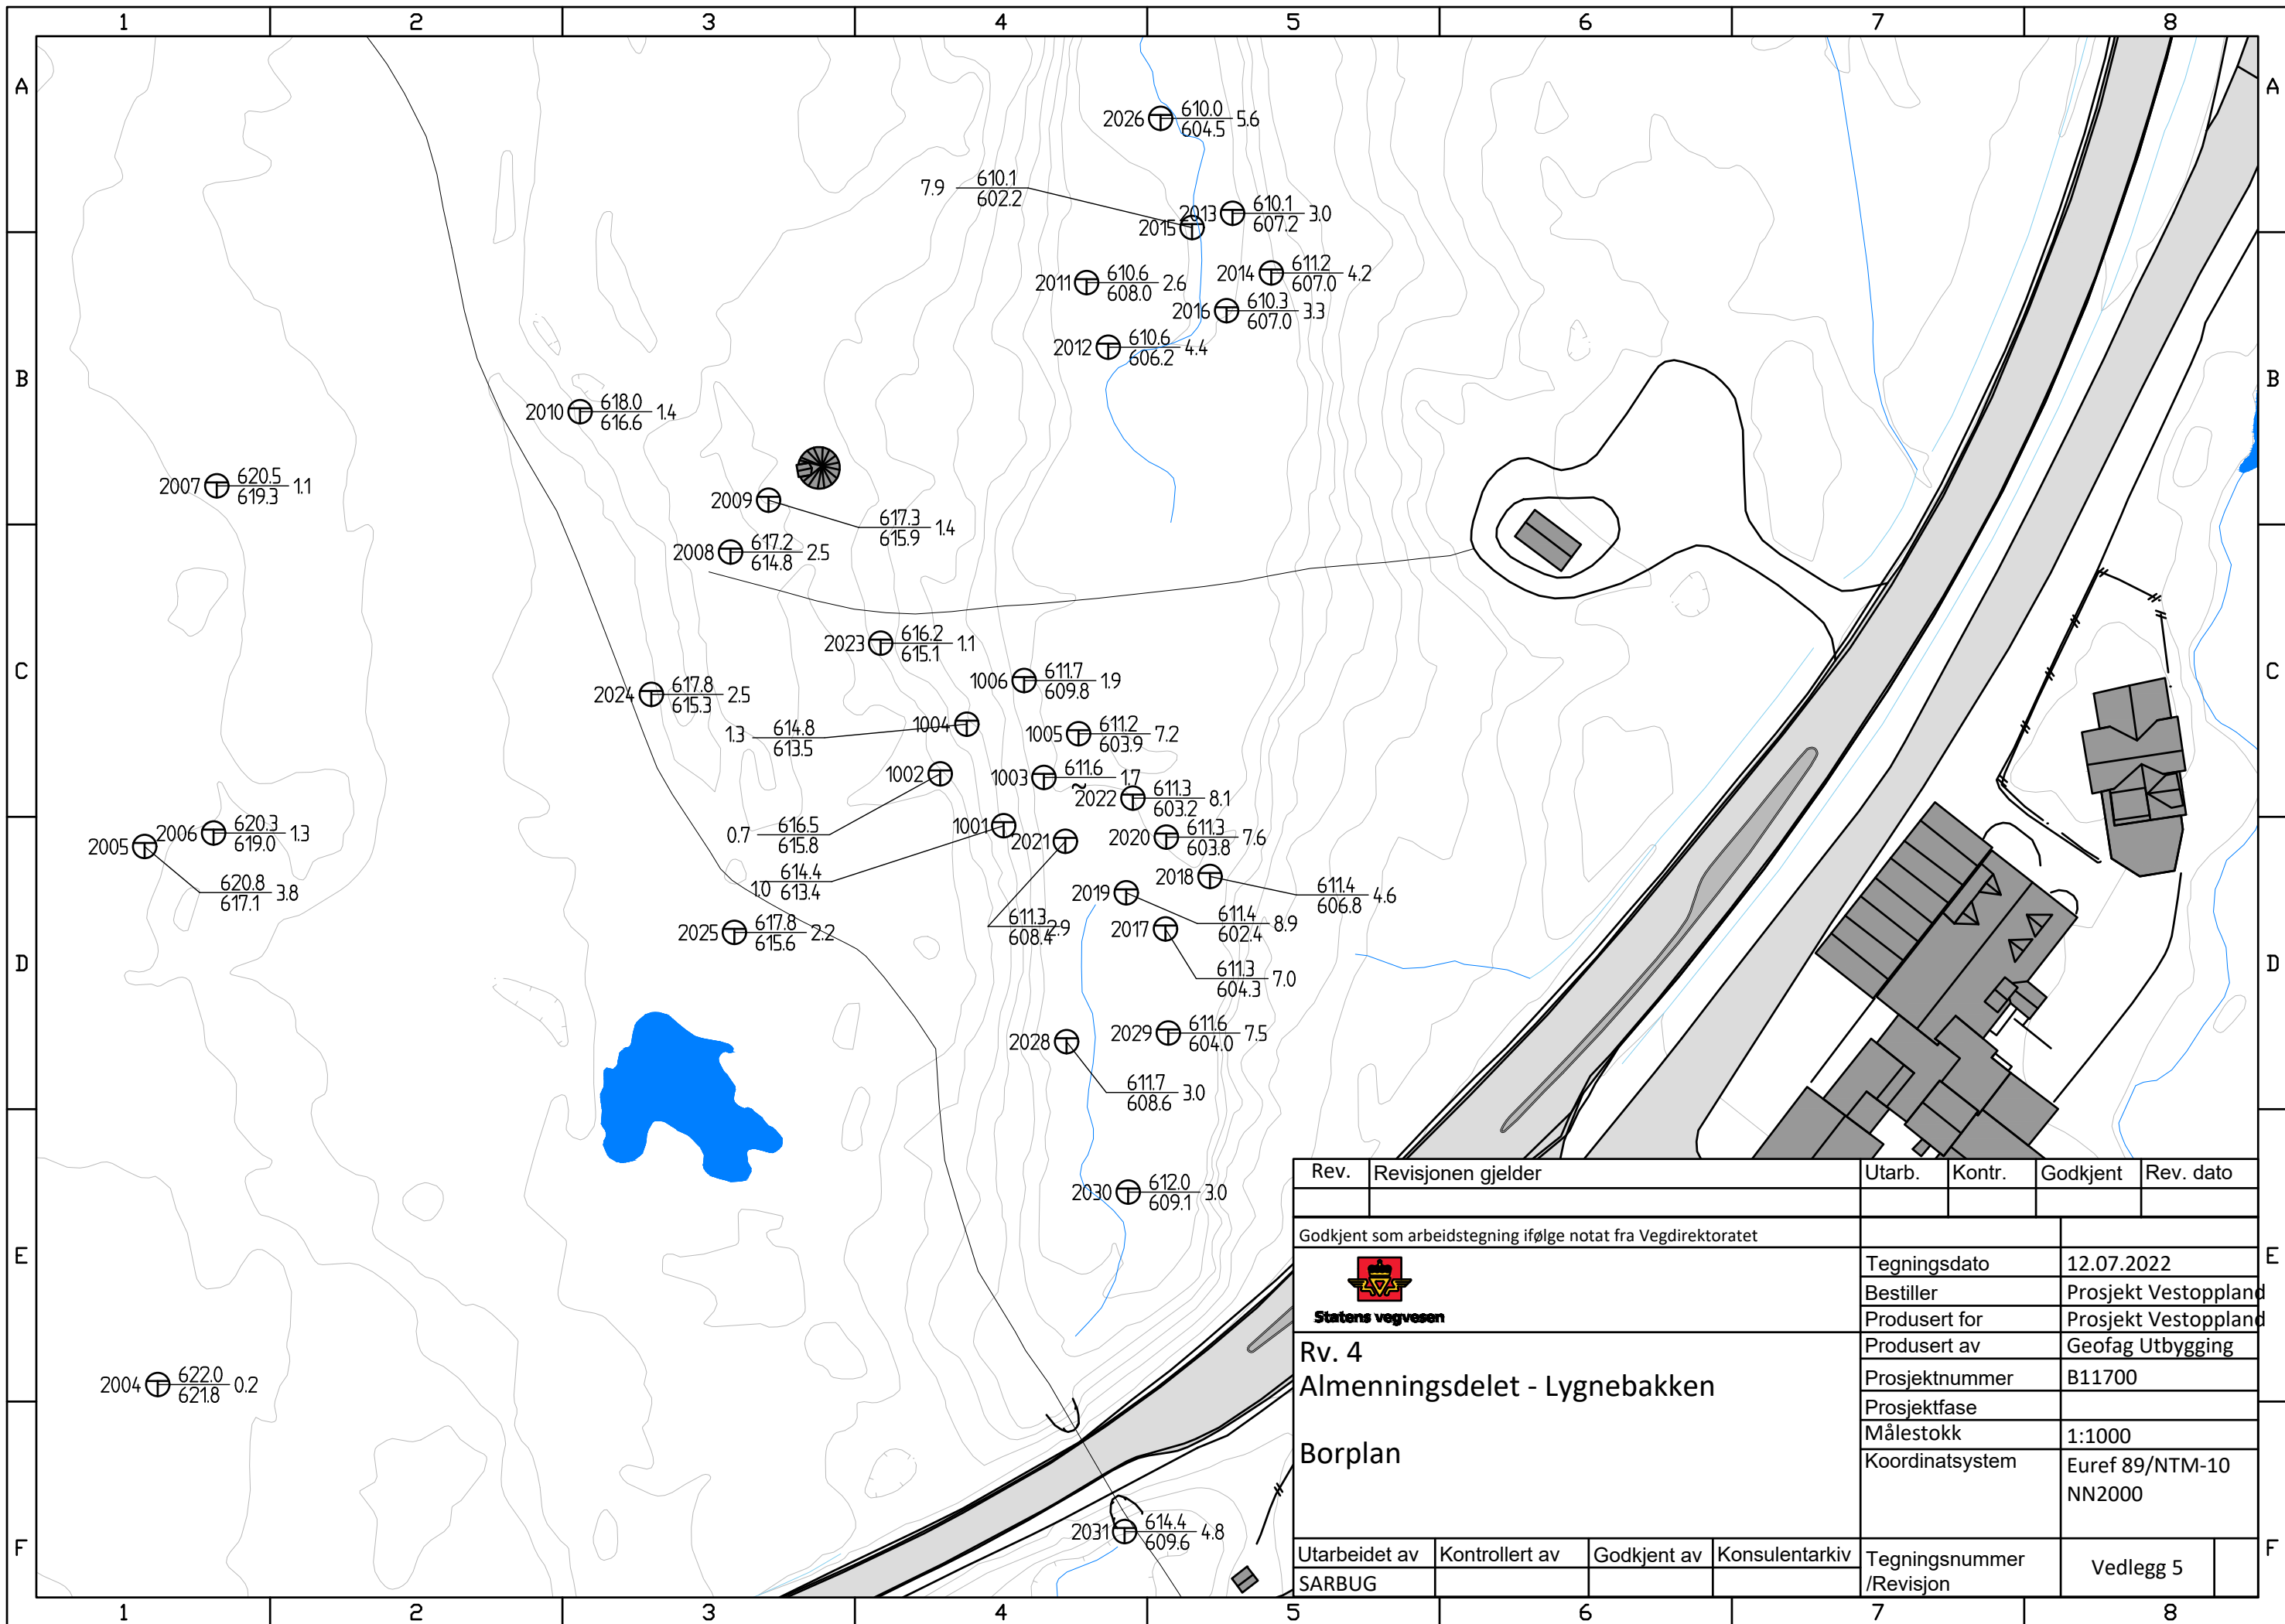 1 2 3 4 5 6 7 8
A A
2026 610.0 5.6
604.5
7.9 610.1
602.2
2013 610.1 3.0
607.2
2015
2014 611.2 4.2
607.0
2011 610.6 2.6
608.0
2016 610.3 3.3
607.0
2012 610.6 4.4
606.2
B B
2010 618.0 1.4
616.6
2007 620.5 1.1
619.3
2009
617.3 1.4
615.9
2008 617.2 2.5
614.8
2023 616.2 1.1
615.1
C C
1006 611.7 1.9
609.8
2024 617.8 2.5
615.3
1004
1.3 614.8
613.5
1005 611.2 7.2
603.9
1002
1003 611.6 1.7
~
2022 611.3 8.1
603.2
0.7 616.5
615.8
1001
2021
2020 611.3 7.6
603.8
2006 620.3 1.3
619.0
2005
620.8 3.8
617.1
614.4
1.0 613.4
2018
611.4 4.6
606.8
2019
611.4 8.9
602.4
611.3 2.9
608.4
2017
611.3 7.0
604.3
2025 617.8 2.2
615.6
D D
2029 611.6 7.5
604.0
2028
611.7 3.0
608.6
2030 612.0 3.0
609.1
E E
2004 622.0 0.2
621.8
2031 614.4 4.8
609.6
F F
Rev. Revisjonen gjelder Utarb. Kontr. Godkjent Rev. dato
Godkjent som arbeidstegning ifølge notat fra Vegdirektoratet
Statens vegvesen
Tegningsdato 12.07.2022
Bestiller Prosjekt Vestoppland
Produsert for Prosjekt Vestoppland
Produsert av Geofag Utbygging
Prosjektnummer B11700
Prosjektfase
Målestokk 1:1000
Koordinatsystem Euref 89/NTM-10
NN2000
Rv. 4
Almenningsdelet - Lygnebakken
Borplan
Utarbeidet av Kontrollert av Godkjent av Konsulentarkiv
SARBUG
Tegningsnummer
/Revisjon
Vedlegg 5
1 2 3 4 5 6 7 8